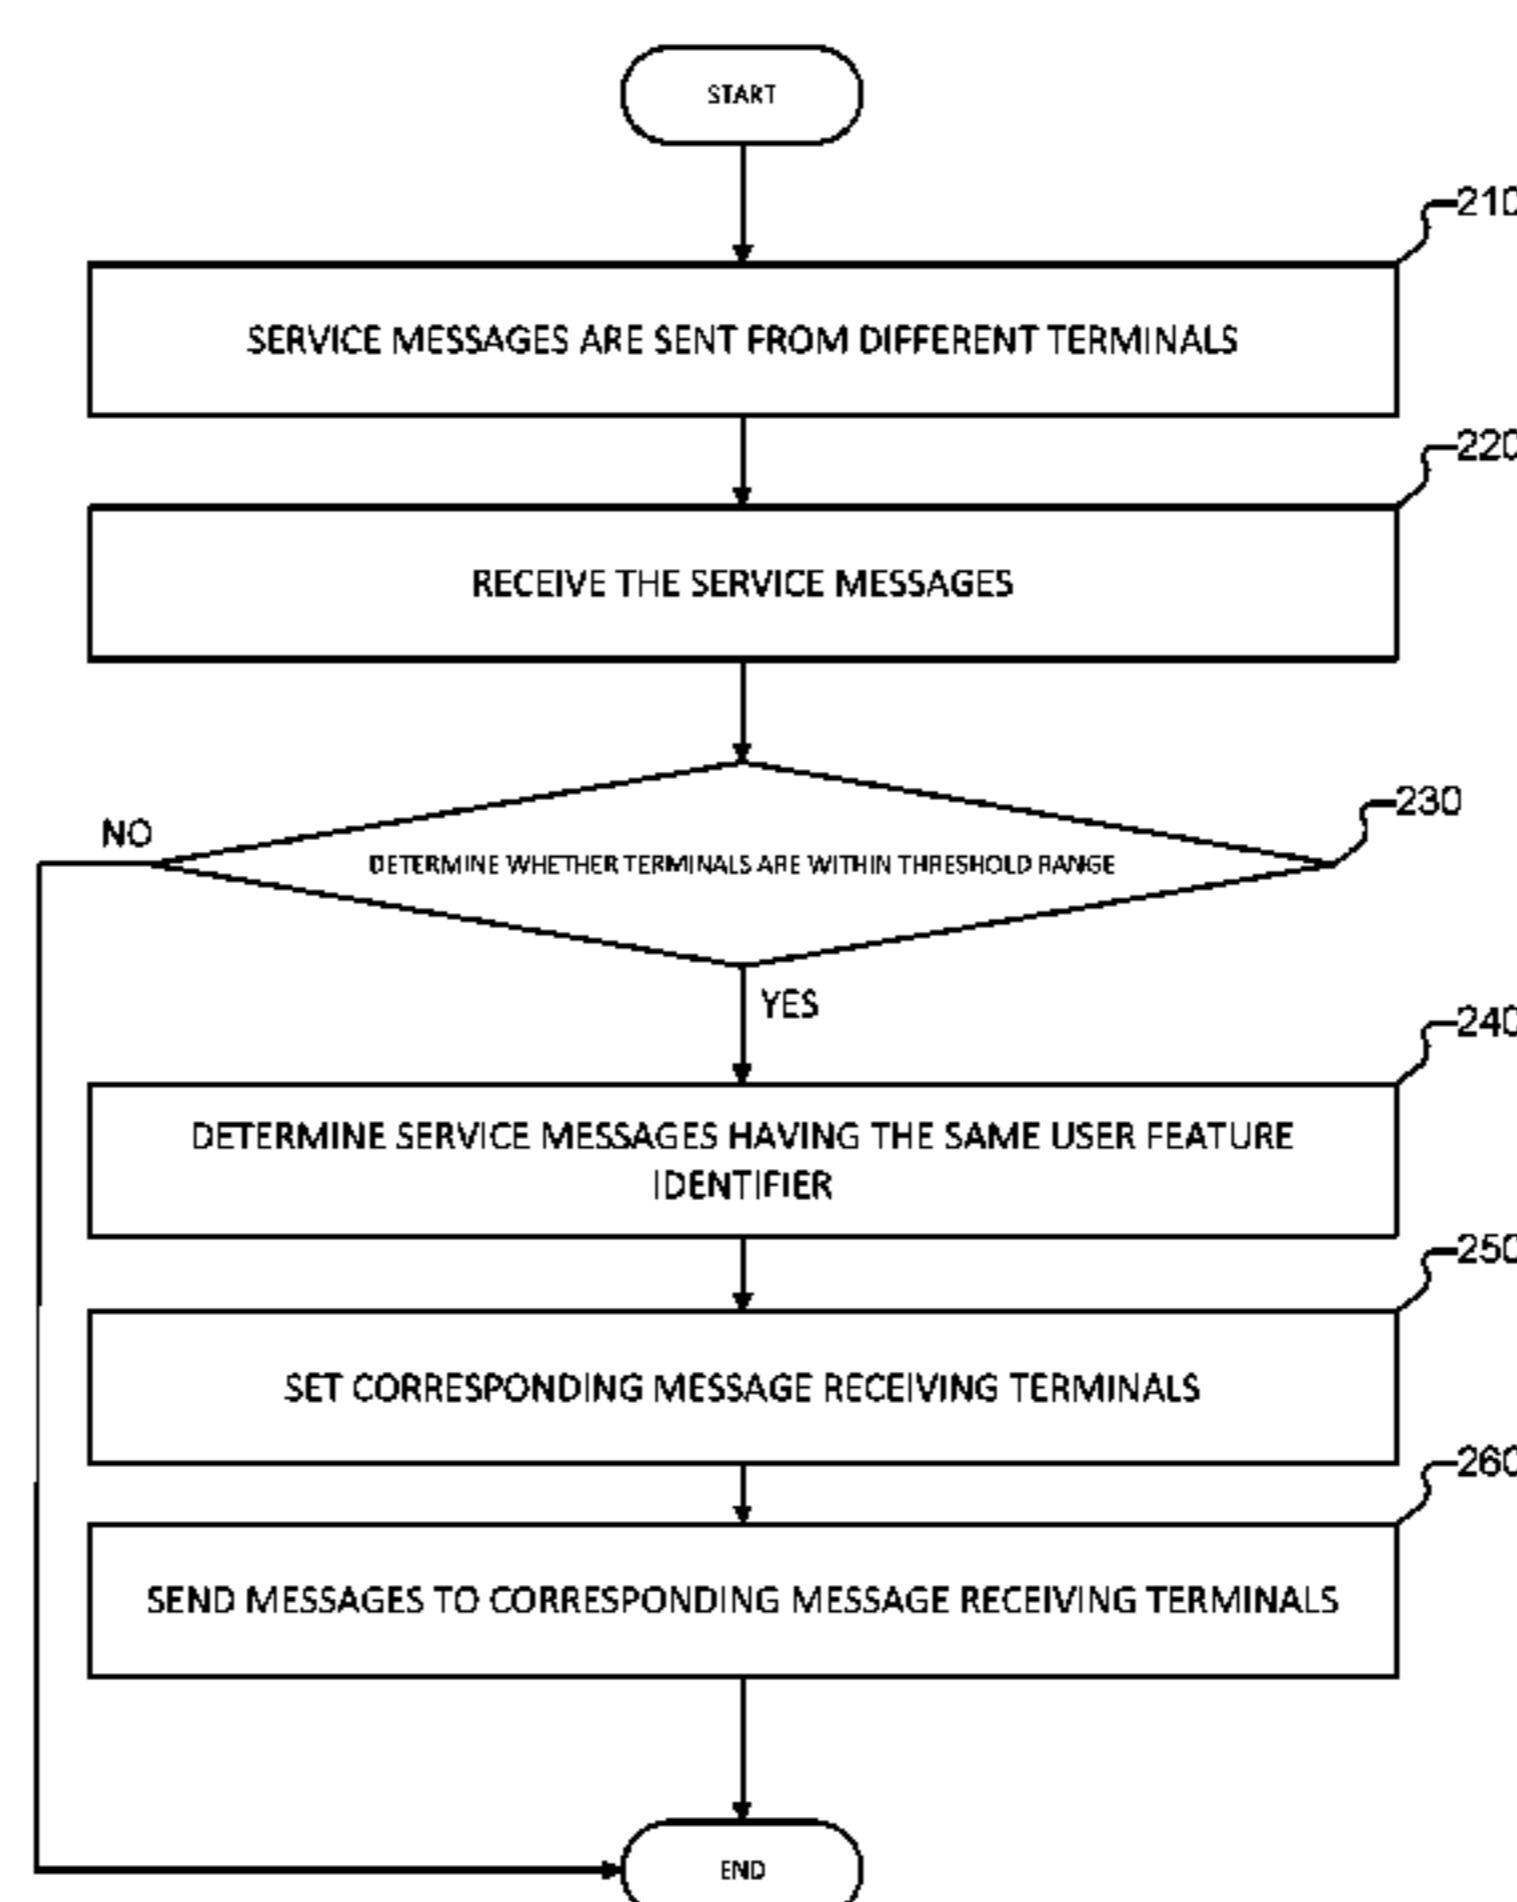 START
210
SERVICE MESSAGES ARE SENT FROM DIFFERENT TERMINALS
220
RECEIVE THE SERVICE MESSAGES
230
NO
DETERMINE WHETHER TERMINALS ARE WITHIN THRESHOLD RANGE
YES
240
DETERMINE SERVICE MESSAGES HAVING THE SAME USER FEATURE
IDENTIFIER
250
SET CORRESPONDING MESSAGE RECEIVING TERMINALS
260
SEND MESSAGES TO CORRESPONDING MESSAGE RECEIVING TERMINALS
END